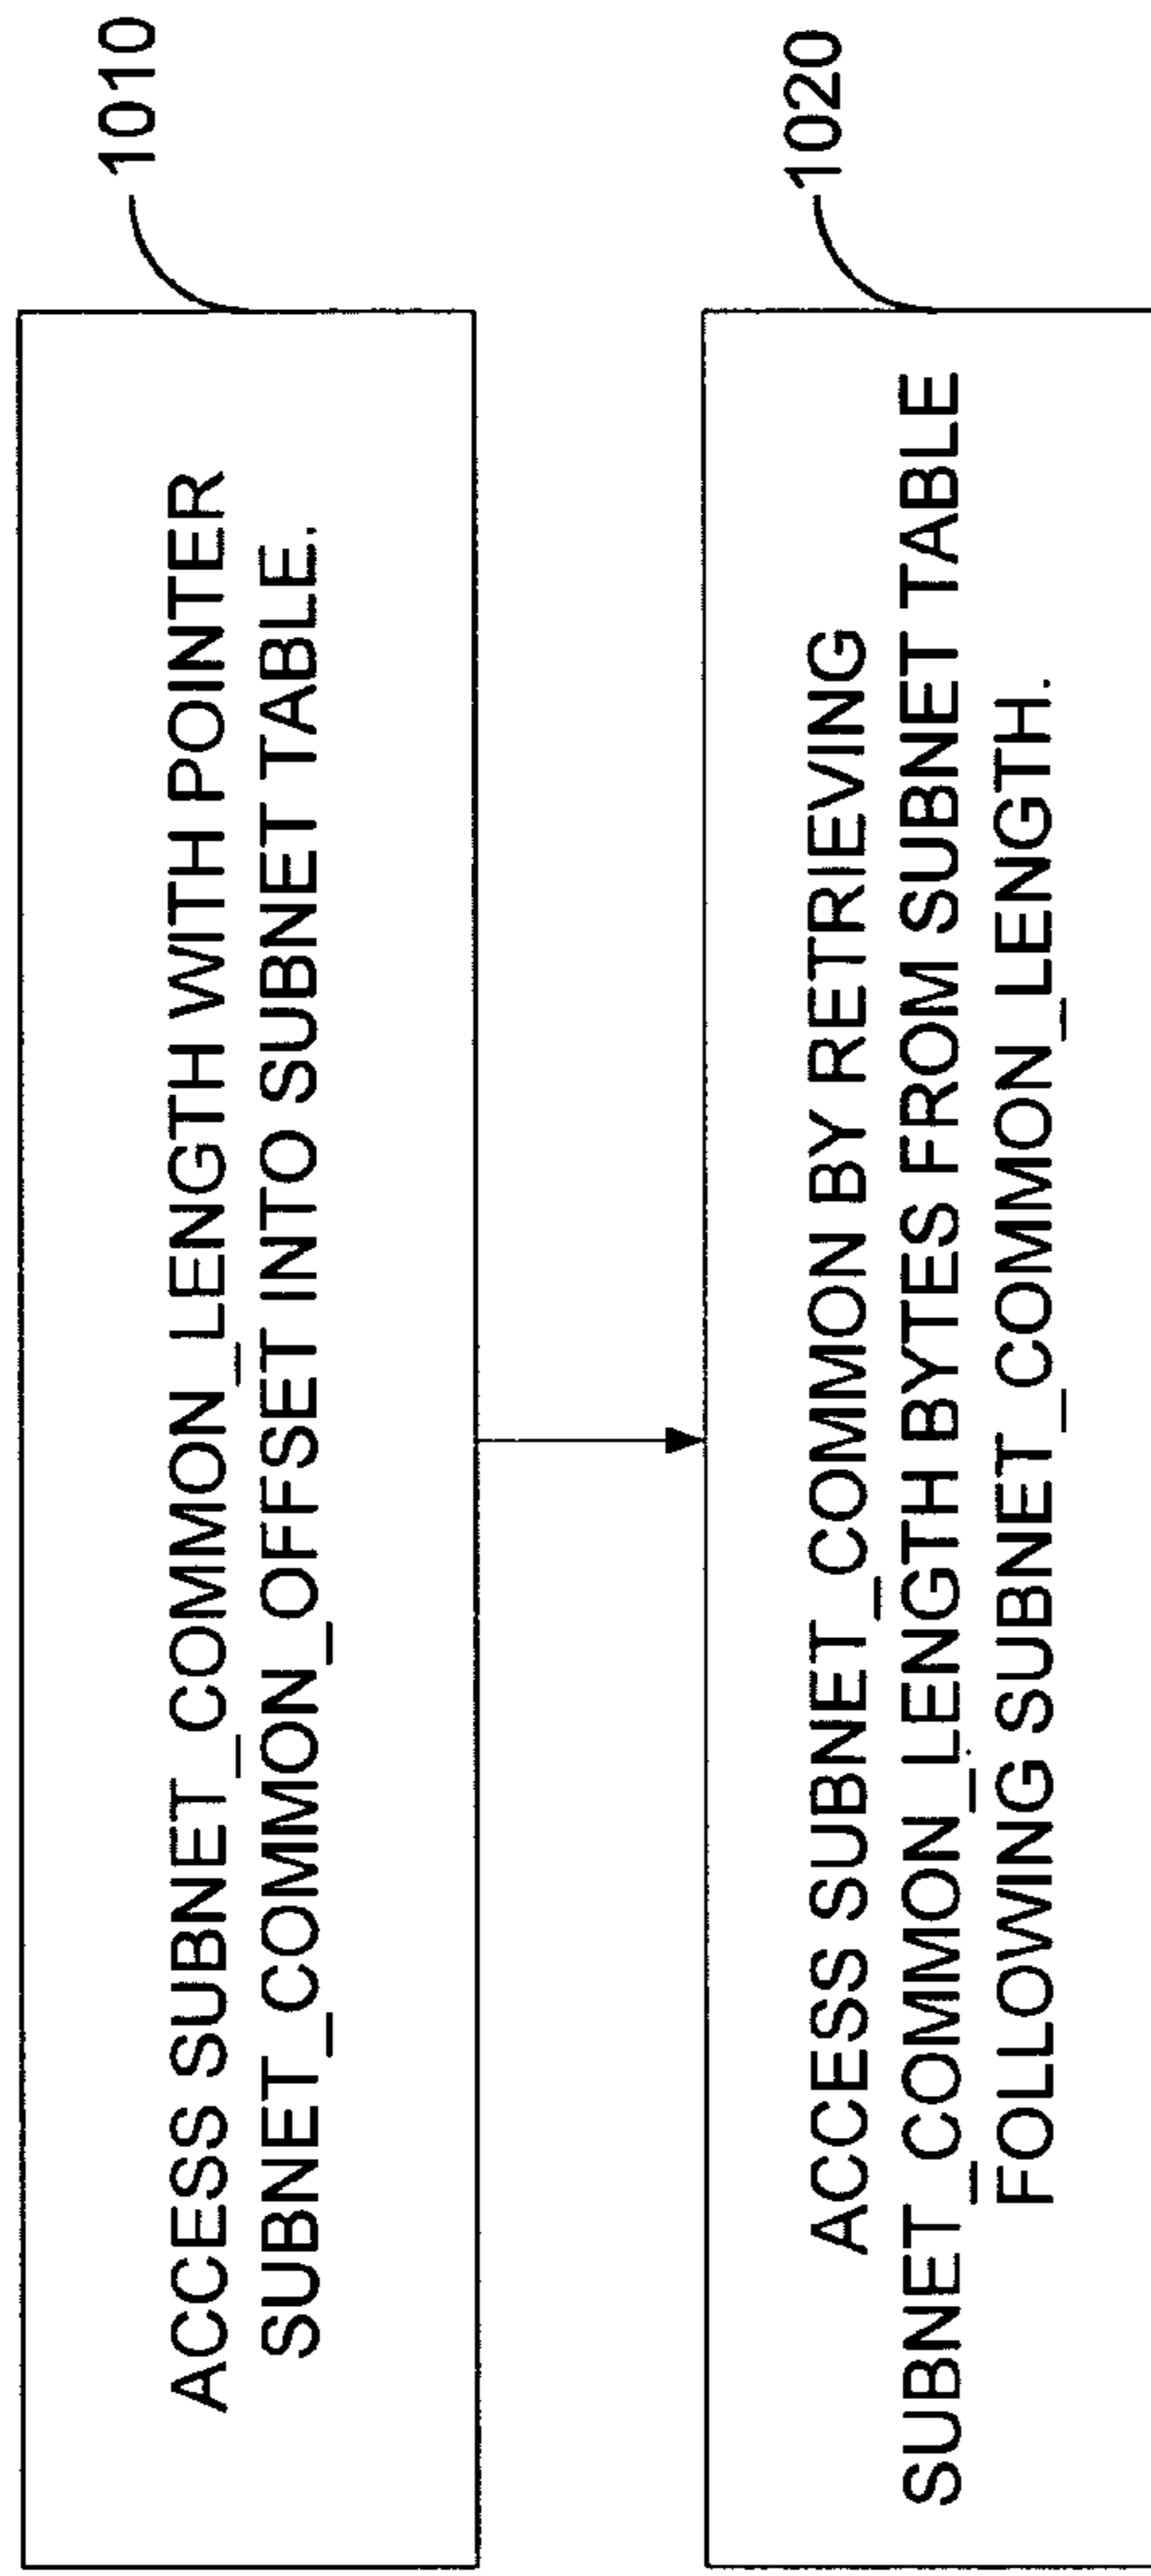 1010
ACCESS SUBNET_COMMON_LENGTH WITH POINTER
SUBNET_COMMON_OFFSET INTO SUBNET TABLE.
1020
ACCESS SUBNET_COMMON BY RETRIEVING
SUBNET_COMMON_LENGTH BYTES FROM SUBNET TABLE
FOLLOWING SUBNET_COMMON_LENGTH.